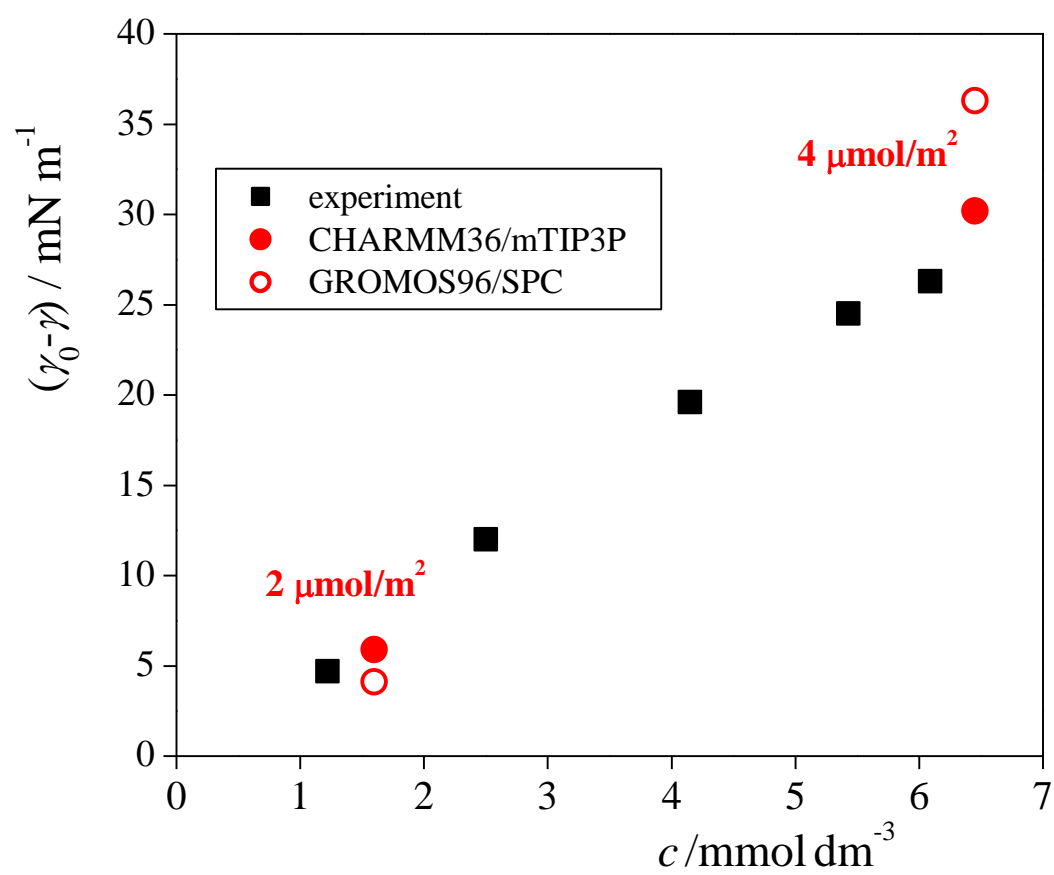 40
35
30
25
20
15
10
5
0
(γ₀-γ) / mN m⁻¹
experiment
CHARMM36/mTIP3P
GROMOS96/SPC
4 μmol/m²
2 μmol/m²
0 1 2 3 4 5 6 7
c /mmol dm⁻³